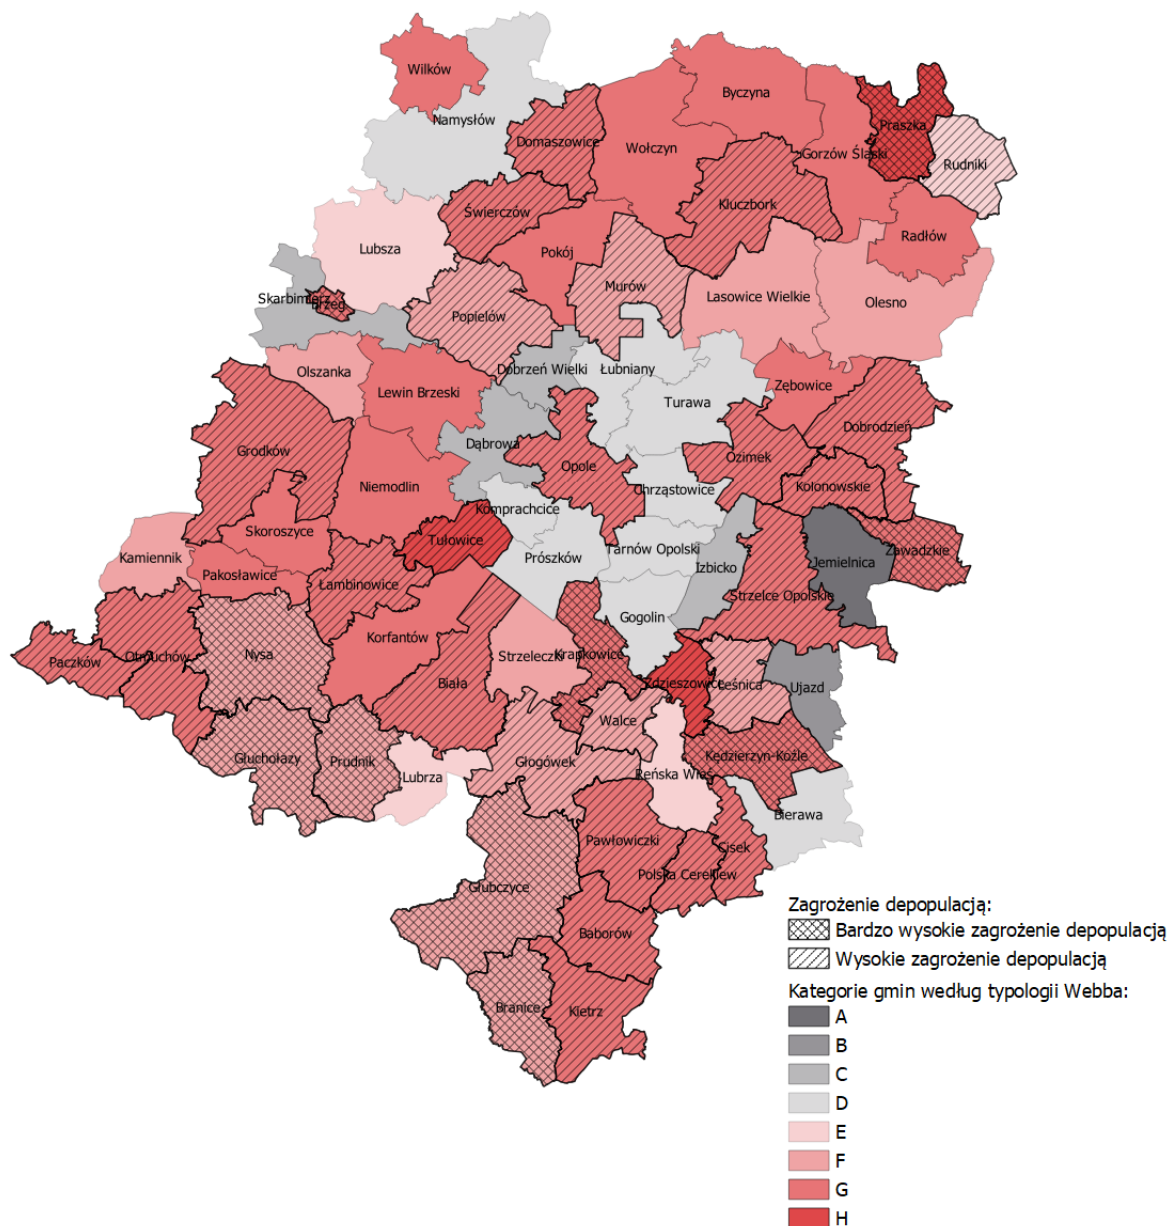 Wilków
Byczyna
Namysłów
Praszka
Domaszowice
Wołczyn
Gorzów Śląski
Rudniki
Kluczbork
Świerczów
Radłów
Lubsza
Pokój
Murów
Skarbimierz
Brzeg
Lasowice Wielkie
Olesno
Popielów
Olszanka
Dobrzeń Wielki
Łubniany
Lewin Brzeski
Zębowice
Turawa
Dobrodzień
Dąbrowa
Grodków
Ozimek
Opole
Niemodlin
Chrząstowice
Kolonowskie
Komprachcice
Skoroszyce
Tułowice
Kamiennik
Prószków
Tarnów Opolski
Zawadzkie
Jemielnica
Izbicko
Pakosławice
Łambinowice
Strzelce Opolskie
Gogolin
Korfantów
Nysa
Strzeleczki
Krapkowice
Paczków
Otmuchów
Biała
Zdzieszowice
Leśnica
Ujazd
Walce
Głuchołazy
Prudnik
Głogówek
Kędzierzyn-Koźle
Lubrza
Reńska Wieś
Bierawa
Pawłowiczki
Cisek
Polska Cerekiew
Głubczyce
Baborów
Branice
Kietrz
Zagrożenie depopulacją:
Bardzo wysokie zagrożenie depopulacją
Wysokie zagrożenie depopulacją
Kategorie gmin według typologii Webba:
A
B
C
D
E
F
G
H